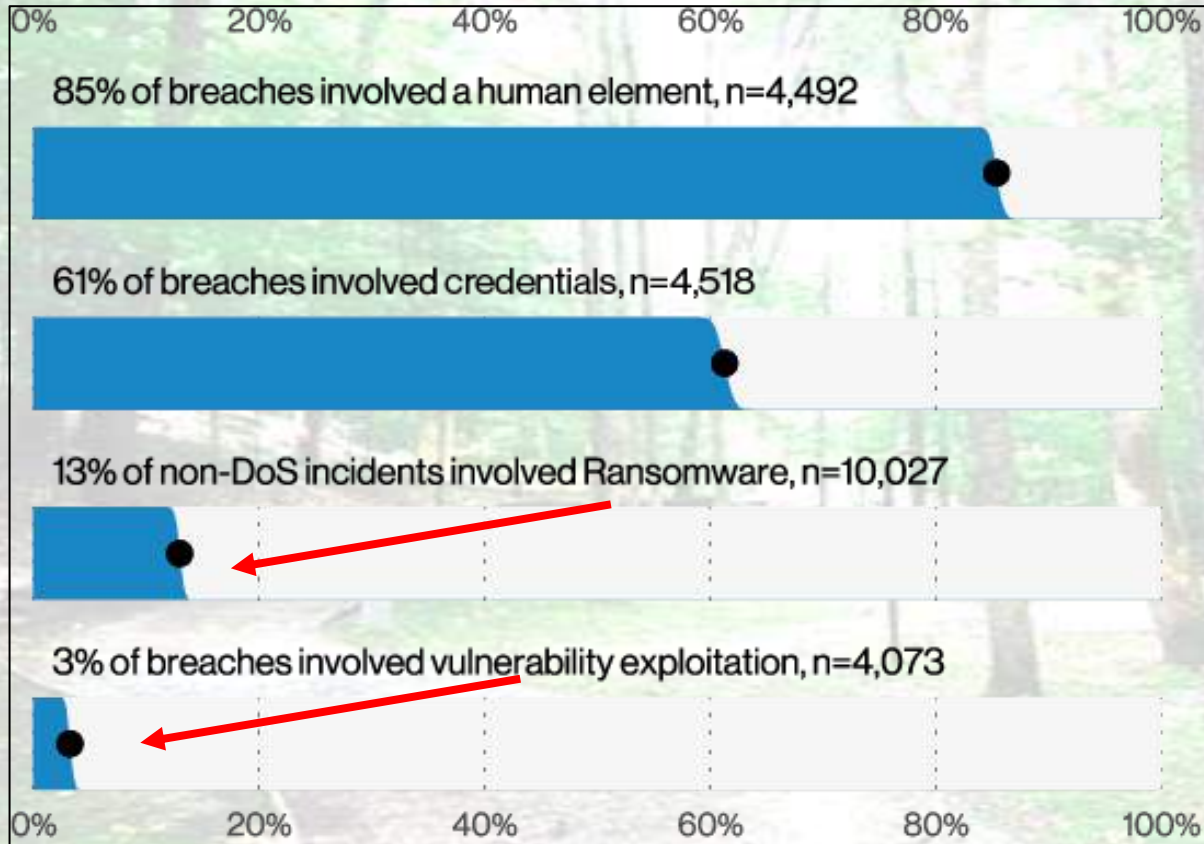 0% 20% 40% 60% 80% 100%
85% of breaches involved a human element, n=4,492
61% of breaches involved credentials, n=4,518
13% of non-DoS incidents involved Ransomware, n=10,027
3% of breaches involved vulnerability exploitation, n=4,073
0% 20% 40% 60% 80% 100%